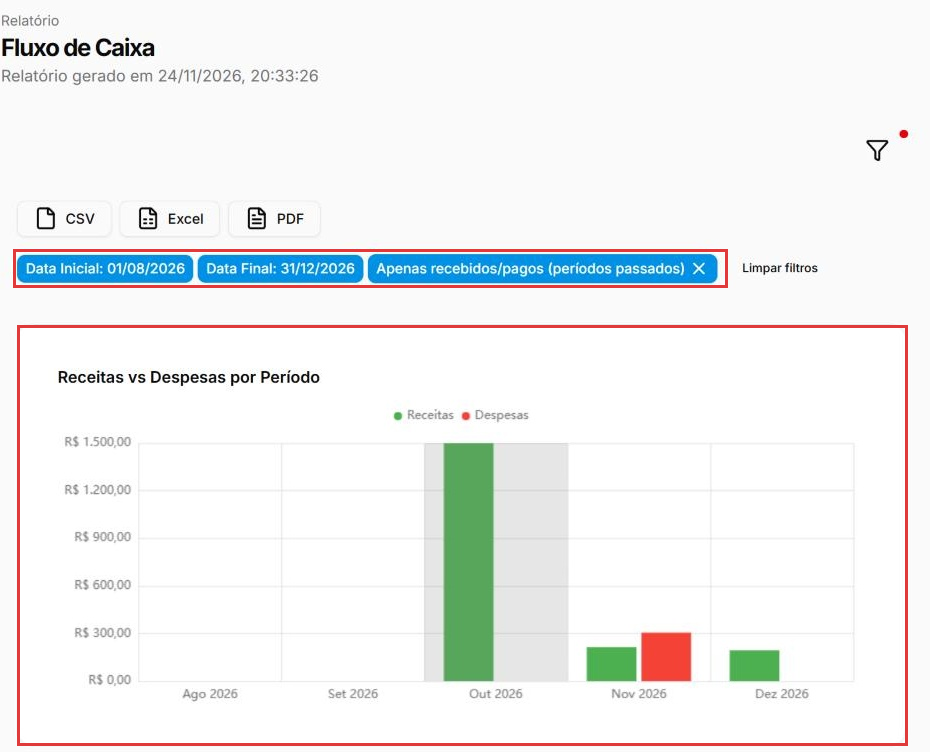 Relatório
Fluxo de Caixa
Relatório gerado em 24/11/2026, 20:33:26
CSV Excel PDF
Data Inicial: 01/08/2026 Data Final: 31/12/2026 Apenas recebidos/pagos (períodos passados) Limpar filtros
Receitas vs Despesas por Período
Receitas Despesas
R$ 1.500,00
R$ 1.200,00
R$ 900,00
R$ 600,00
R$ 300,00
R$ 0,00
Ago 2026 Set 2026 Out 2026 Nov 2026 Dez 2026